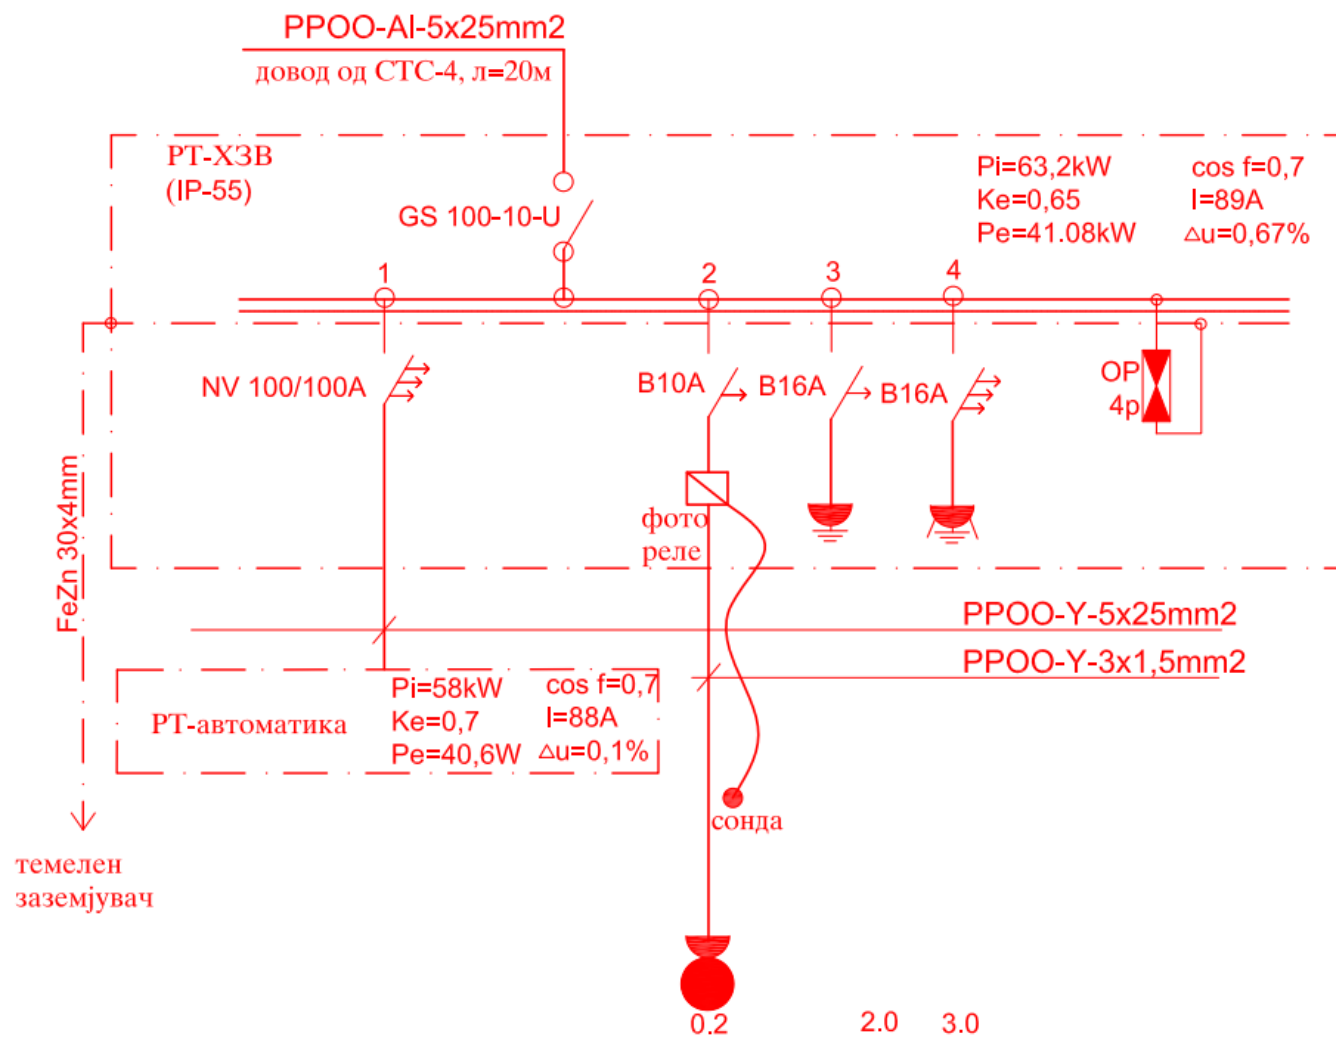 PPOO-Al-5x25mm2
довод од СТС-4, л=20м
РТ-ХЗВ
(IP-55)
GS 100-10-U
Pi=63,2kW
Ke=0,65
Pe=41.08kW
cos f=0,7
I=89A
△u=0,67%
1
2
3
4
NV 100/100A
B10A
B16A
B16A
OP
4p
FeZn 30x4mm
фото
реле
PPOO-Y-5x25mm2
PPOO-Y-3x1,5mm2
РТ-автоматика
Pi=58kW
Ke=0,7
Pe=40,6W
cos f=0,7
I=88A
△u=0,1%
сонда
темелен
заземјувач
0.2
2.0
3.0